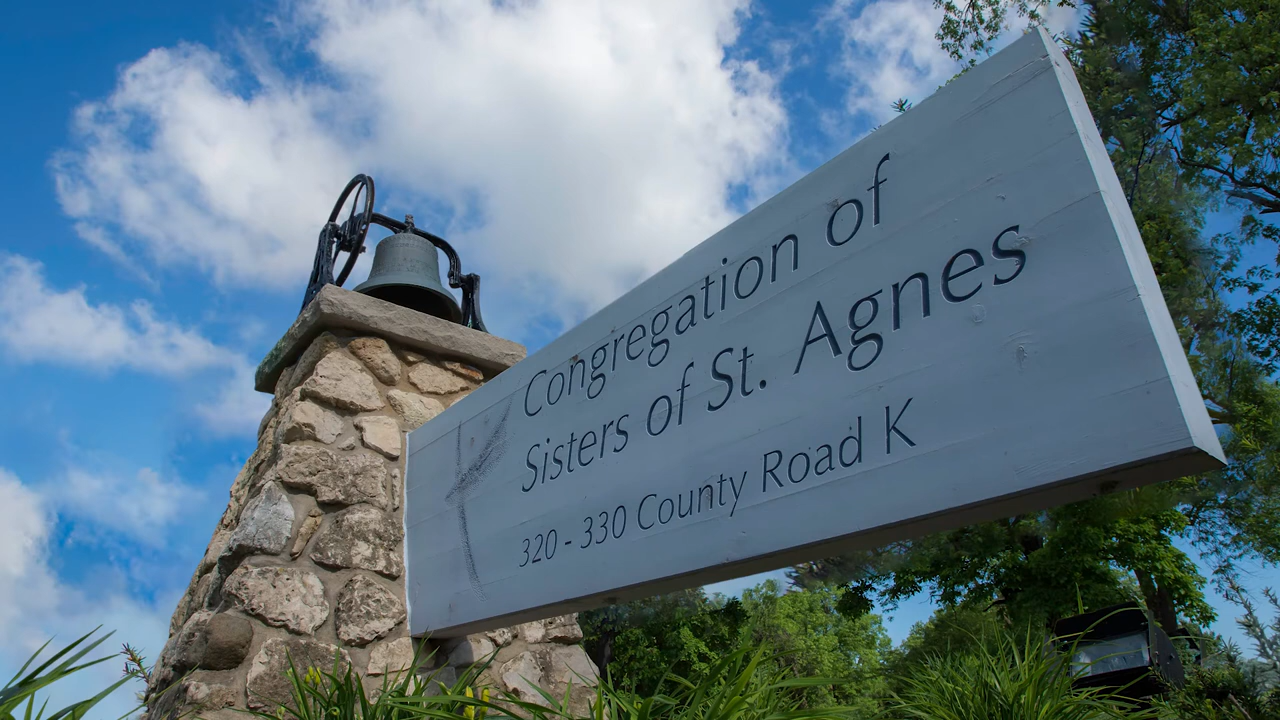 Congregation of
Sisters of St. Agnes
320 - 330 County Road K